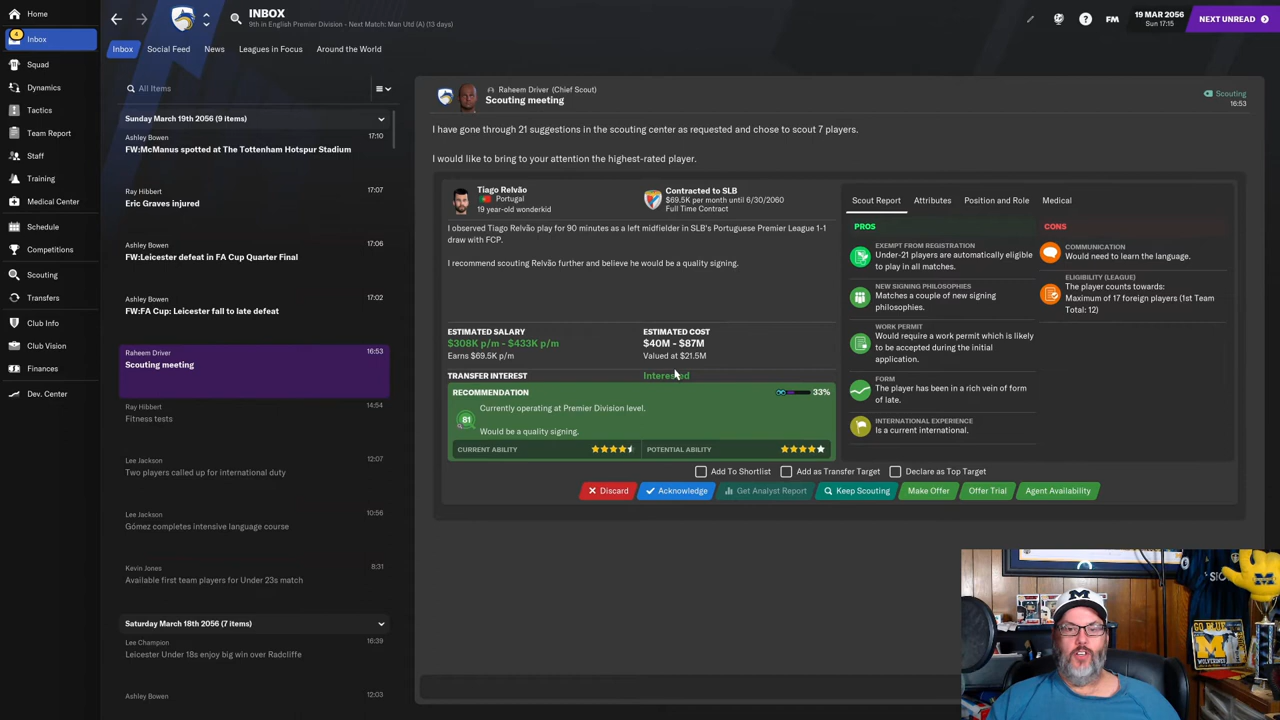 Home
4
Inbox
Squad
Dynamics
Tactics
Team Report
Staff
Training
Medical Center
Schedule
Competitions
Scouting
Transfers
Club Info
Club Vision
Finances
Dev. Center
INBOX
9th in English Premier Division - Next Match: Man Utd (A) (13 days)
FM
19 MAR 2056
Sun 17:15
NEXT UNREAD
Inbox
Social Feed
News
Leagues in Focus
Around the World
All Items
Sunday March 19th 2056 (9 items)
Ashley Bowen
17:10
FW:McManus spotted at The Tottenham Hotspur Stadium
Ray Hibbert
17:07
Eric Graves injured
Ashley Bowen
17:06
FW:Leicester defeat in FA Cup Quarter Final
Ashley Bowen
17:02
FW:FA Cup: Leicester fall to late defeat
Raheem Driver
16:53
Scouting meeting
Ray Hibbert
14:54
Fitness tests
Lee Jackson
12:07
Two players called up for international duty
Lee Jackson
10:56
Gómez completes intensive language course
Kevin Jones
8:31
Available first team players for Under 23s match
Saturday March 18th 2056 (7 items)
Lee Champion
16:39
Leicester Under 18s enjoy big win over Radcliffe
Ashley Bowen
12:03
Raheem Driver (Chief Scout)
Scouting meeting
Scouting
16:53
I have gone through 21 suggestions in the scouting center as requested and chose to scout 7 players.
I would like to bring to your attention the highest-rated player.
Tiago Relvão
Portugal
19 year-old wonderkid
Contracted to SLB
$69.5K per month until 6/30/2060
Full Time Contract
I observed Tiago Relvão play for 90 minutes as a left midfielder in SLB's Portuguese Premier League 1-1
draw with FCP.
I recommend scouting Relvão further and believe he would be a quality signing.
ESTIMATED SALARY
$308K p/m - $433K p/m
Earns $69.5K p/m
ESTIMATED COST
$40M - $87M
Valued at $21.5M
TRANSFER INTEREST
Interested
RECOMMENDATION
33%
81
Currently operating at Premier Division level.
Would be a quality signing.
CURRENT ABILITY
POTENTIAL ABILITY
Scout Report
Attributes
Position and Role
Medical
PROS
EXEMPT FROM REGISTRATION
Under-21 players are automatically eligible
to play in all matches.
NEW SIGNING PHILOSOPHIES
Matches a couple of new signing
philosophies.
WORK PERMIT
Would require a work permit which is likely
to be accepted during the initial
application.
FORM
The player has been in a rich vein of form
of late.
INTERNATIONAL EXPERIENCE
Is a current international.
CONS
COMMUNICATION
Would need to learn the language.
ELIGIBILITY (LEAGUE)
The player counts towards:
Maximum of 17 foreign players (1st Team
Total: 12)
Add To Shortlist
Add as Transfer Target
Declare as Top Target
Discard
Acknowledge
Get Analyst Report
Keep Scouting
Make Offer
Offer Trial
Agent Availability
M
GO BLUE
M
WOLVERINES